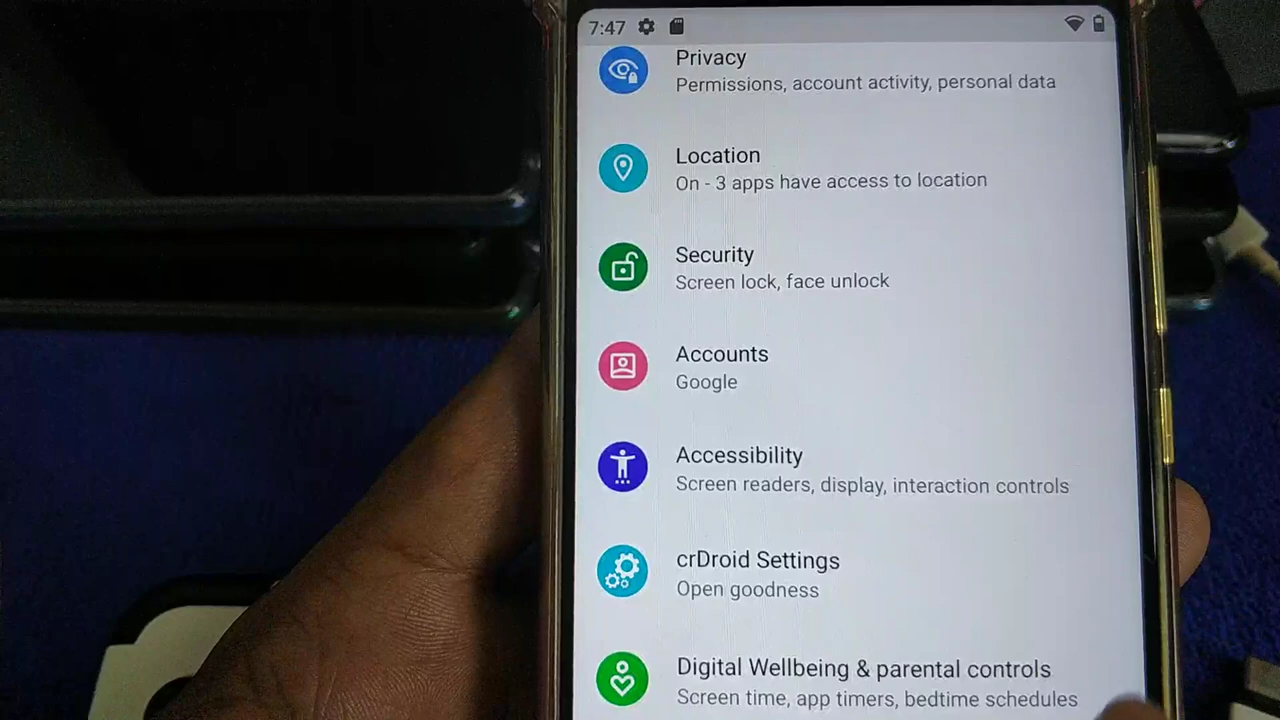 7:47
Privacy
Permissions, account activity, personal data
Location
On - 3 apps have access to location
Security
Screen lock, face unlock
Accounts
Google
Accessibility
Screen readers, display, interaction controls
crDroid Settings
Open goodness
Digital Wellbeing & parental controls
Screen time, app timers, bedtime schedules